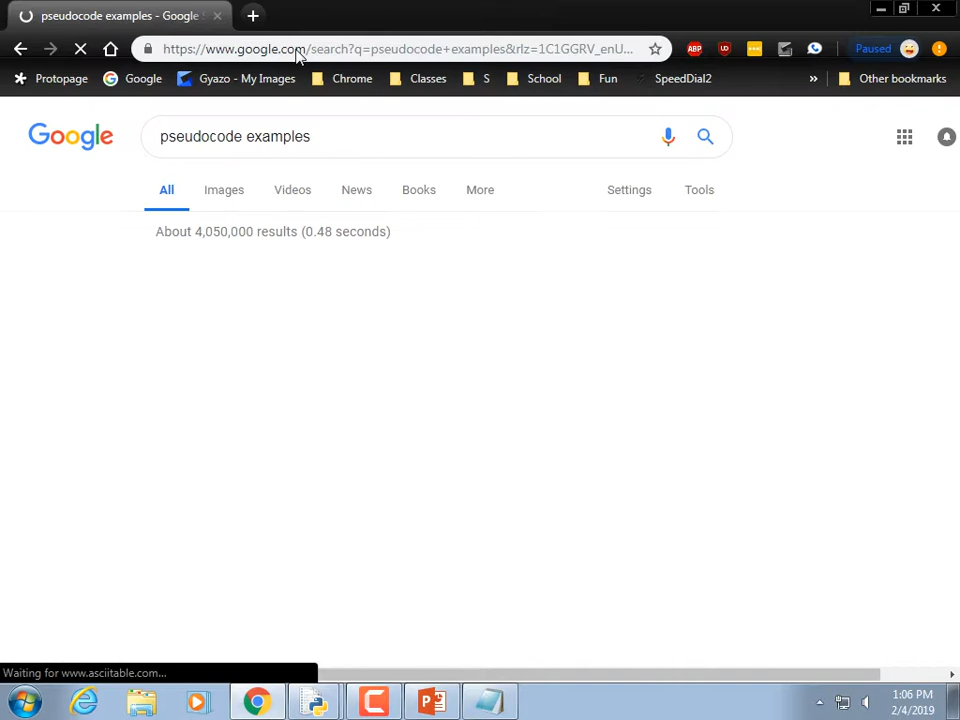 pseudocode examples - Google
https://www.google.com/search?q=pseudocode+examples&rlz=1C1GGRV_enU...
ABP
Paused
Protopage
Google
Gyazo - My Images
Chrome
Classes
S
School
Fun
SpeedDial2
»
Other bookmarks
Google
pseudocode examples
All
Images
Videos
News
Books
More
Settings
Tools
About 4,050,000 results (0.48 seconds)
Waiting for www.asciitable.com...
1:06 PM
2/4/2019